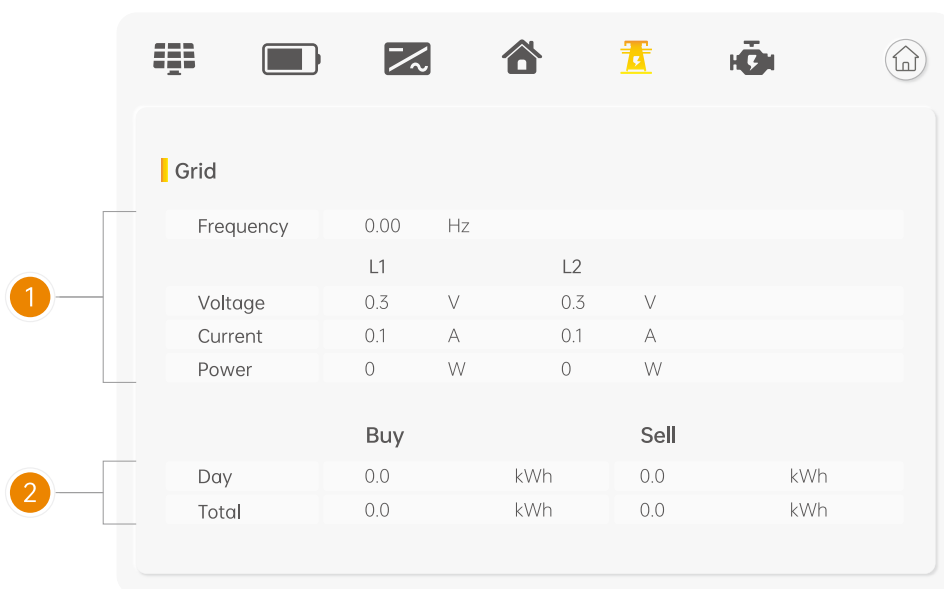 Grid
Frequency 0.00 Hz
L1 L2
1
Voltage 0.3 V 0.3 V
Current 0.1 A 0.1 A
Power 0 W 0 W
Buy Sell
Day 0.0 kWh 0.0 kWh
2
Total 0.0 kWh 0.0 kWh